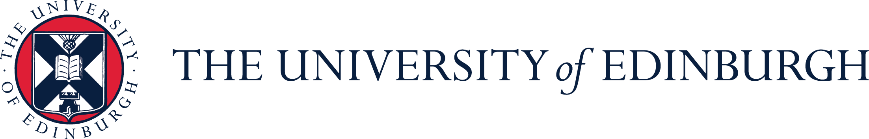 THE UNIVERSITY OF EDINBURGH
THE UNIVERSITY of EDINBURGH